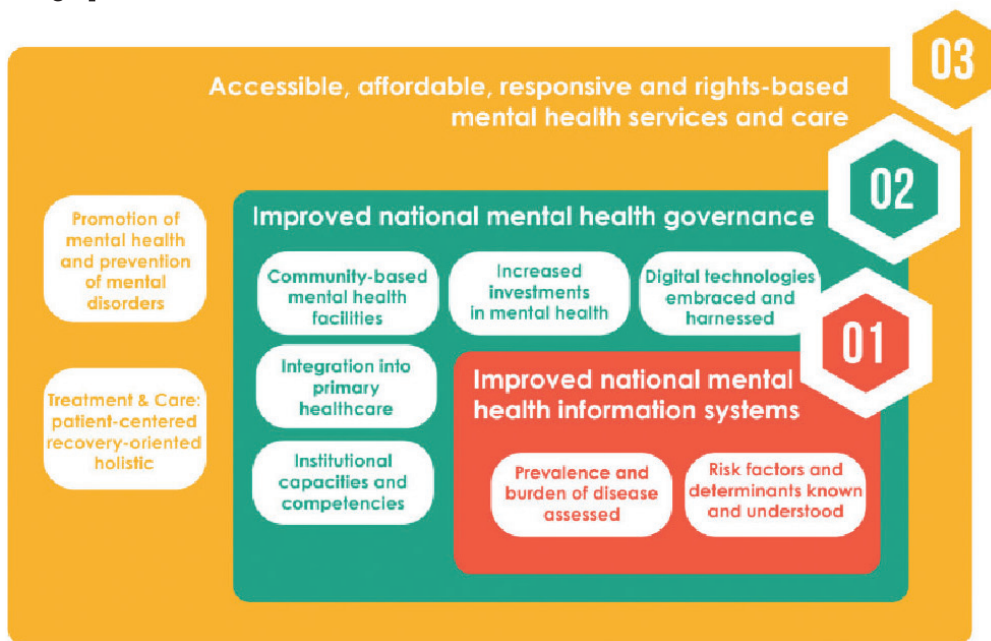 03
Accessible, affordable, responsive and rights-based
mental health services and care
02
Promotion of
mental health
and prevention
of mental
disorders
Treatment & Care:
patient-centered
recovery-oriented
holistic
Improved national mental health governance
Community-based
mental health
facilities
Increased
investments
in mental health
Digital technologies
embraced and
harnessed
Integration into
primary
healthcare
Institutional
capacities and
competencies
01
Improved national mental
health information systems
Prevalence and
burden of disease
assessed
Risk factors and
determinants known
and understood